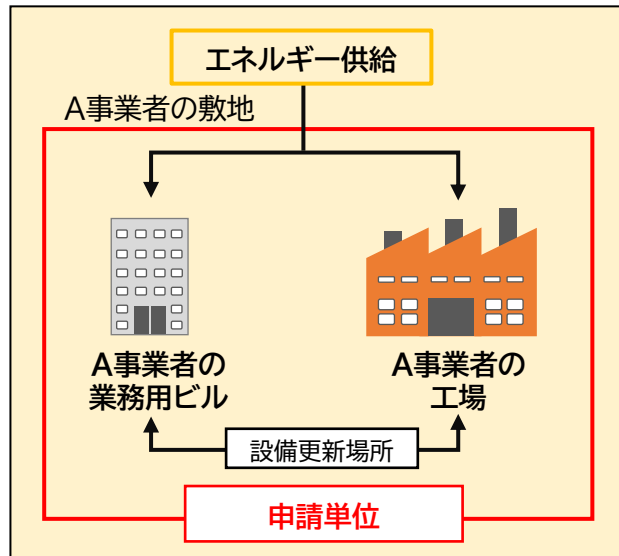 エネルギー供給
A事業者の敷地
A事業者の
業務用ビル
A事業者の
工場
設備更新場所
申請単位